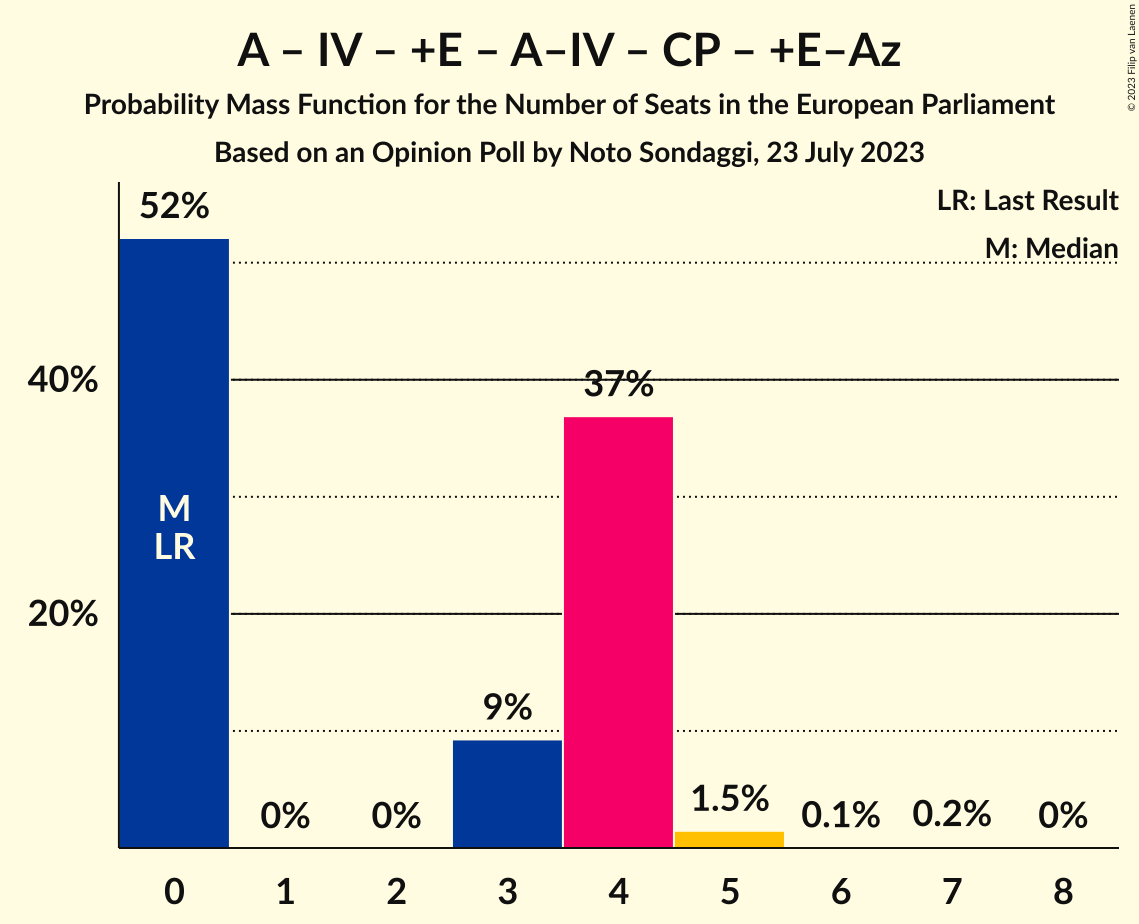 A – IV – +E – A–IV – CP – +E–Az
Probability Mass Function for the Number of Seats in the European Parliament
Based on an Opinion Poll by Noto Sondaggi, 23 July 2023
© 2023 Filip van Laenen
LR: Last Result
M: Median
52%
40%
37%
M
LR
20%
9%
0%
0%
1.5%
0.1%
0.2%
0%
0 1 2 3 4 5 6 7 8